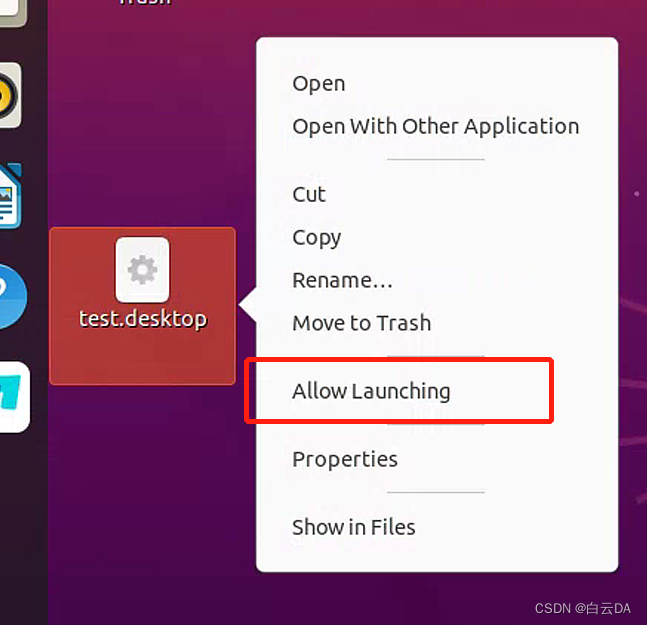 Trash
Open
Open With Other Application
Cut
Copy
Rename...
Move to Trash
test.desktop
Allow Launching
Properties
Show in Files
CSDN @白云DA